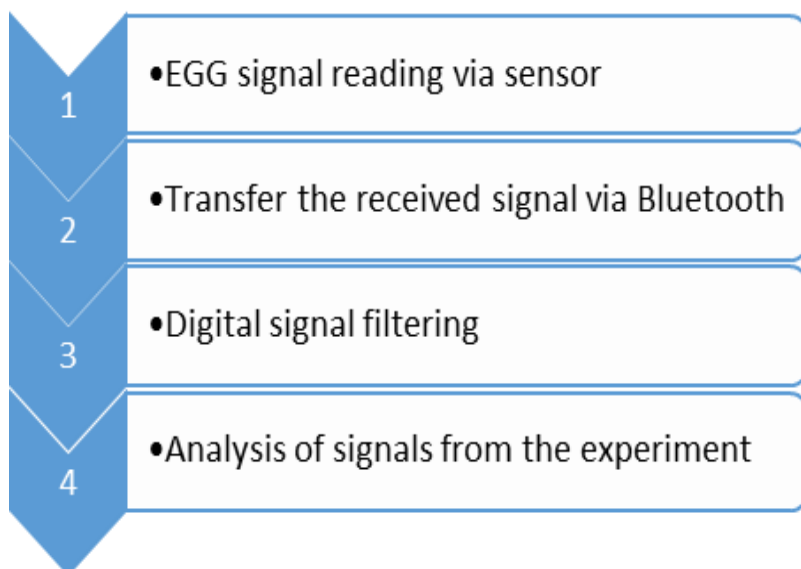 1
•EGG signal reading via sensor
2
•Transfer the received signal via Bluetooth
3
•Digital signal filtering
4
•Analysis of signals from the experiment